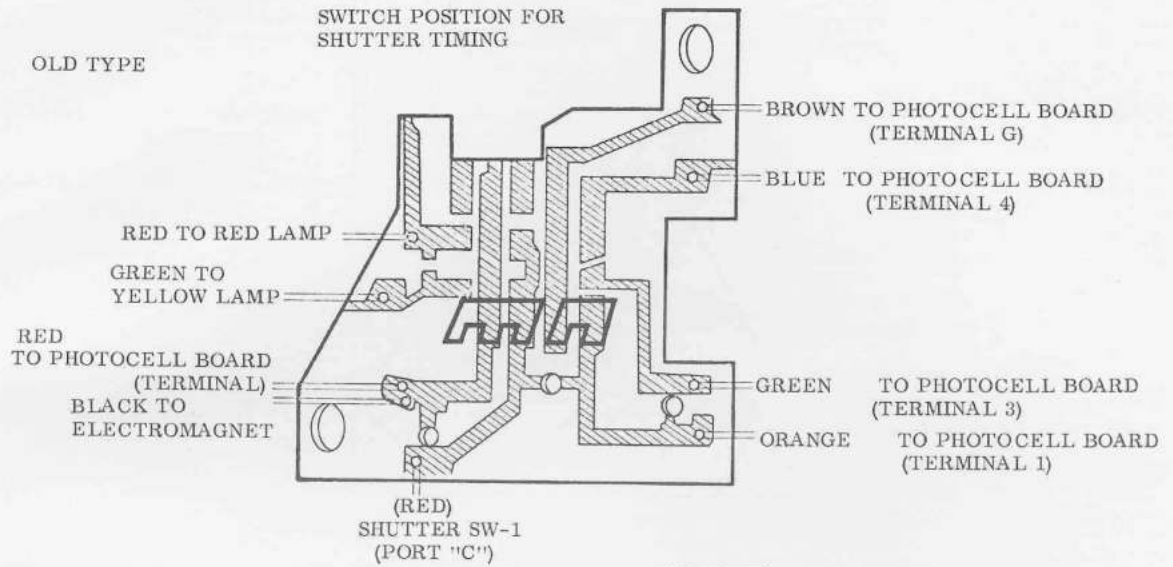 SWITCH POSITION FOR
SHUTTER TIMING
OLD TYPE
BROWN TO PHOTOCELL BOARD
(TERMINAL G)
BLUE TO PHOTOCELL BOARD
(TERMINAL 4)
RED TO RED LAMP
GREEN TO
YELLOW LAMP
RED
TO PHOTOCELL BOARD
(TERMINAL)
BLACK TO
ELECTROMAGNET
GREEN TO PHOTOCELL BOARD
(TERMINAL 3)
ORANGE TO PHOTOCELL BOARD
(TERMINAL 1)
(RED)
SHUTTER SW-1
(PORT "C")